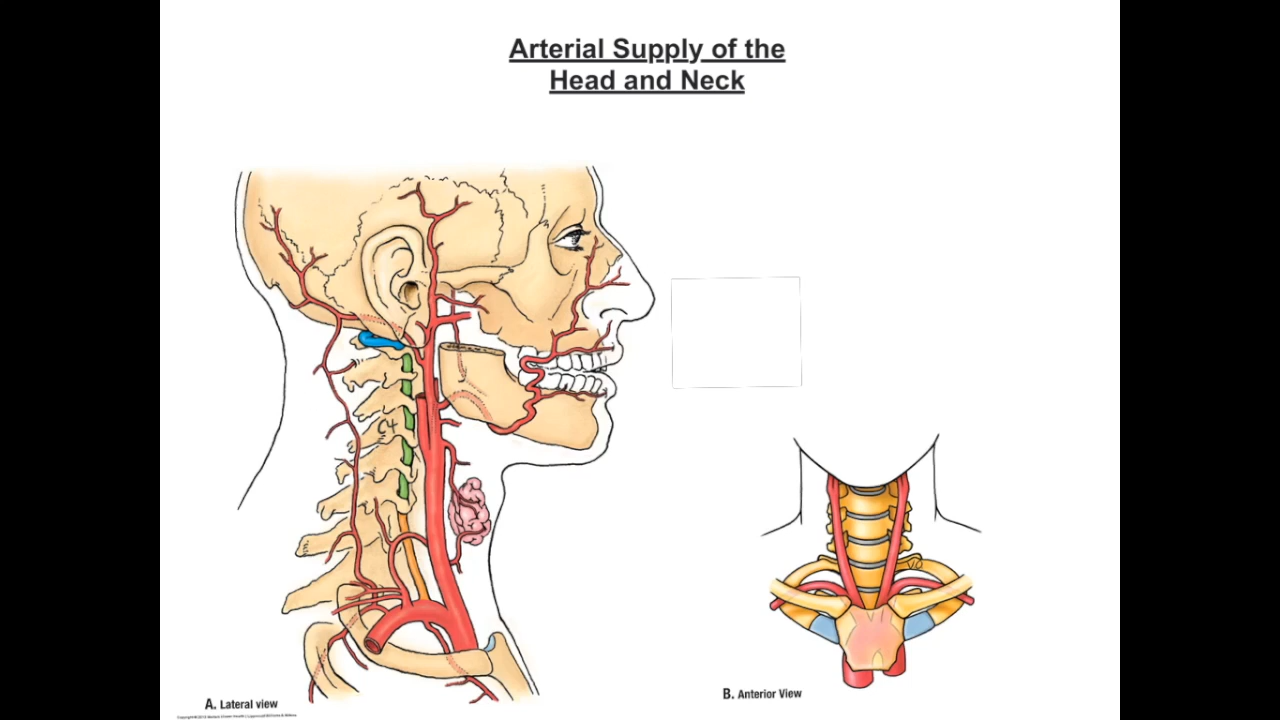 Arterial Supply of the
Head and Neck
C4
A. Lateral view
B. Anterior View